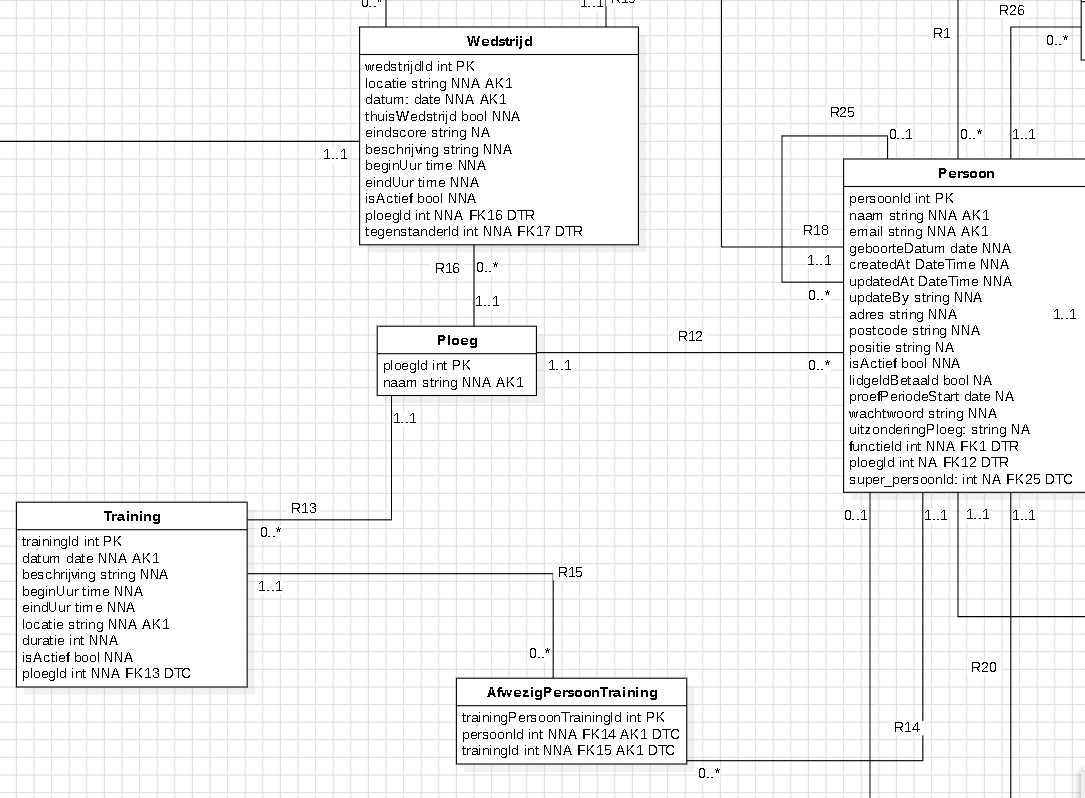 0..*
1..1
R26
R1
0..*
Wedstrijd
wedstrijdId int PK
locatie string NNA AK1
datum: date NNA AK1
thuisWedstrijd bool NNA
eindscore string NA
beschrijving string NNA
beginUur time NNA
eindUur time NNA
isActief bool NNA
ploegId int NNA FK16 DTR
tegenstanderId int NNA FK17 DTR
1..1
R25
0..1
0..*
1..1
Persoon
persoonId int PK
naam string NNA AK1
email string NNA AK1
geboorteDatum date NNA
createdAt DateTime NNA
updatedAt DateTime NNA
updateBy string NNA
adres string NNA
postcode string NNA
positie string NA
isActief bool NNA
lidgeldBetaald bool NA
proefPeriodeStart date NA
wachtwoord string NNA
uitzonderingPloeg: string NA
functieId int NNA FK1 DTR
ploegId int NA FK12 DTR
super_persoonId: int NA FK25 DTC
R18
1..1
0..*
1..1
R16
0..*
1..1
Ploeg
ploegId int PK
naam string NNA AK1
R12
1..1
0..*
1..1
R13
0..*
Training
trainingId int PK
datum date NNA AK1
beschrijving string NNA
beginUur time NNA
eindUur time NNA
locatie string NNA AK1
duratie int NNA
isActief bool NNA
ploegId int NNA FK13 DTC
0..1
1..1
1..1
1..1
R15
1..1
0..*
AfwezigPersoonTraining
trainingPersoonTrainingId int PK
persoonId int NNA FK14 AK1 DTC
trainingId int NNA FK15 AK1 DTC
R20
R14
0..*